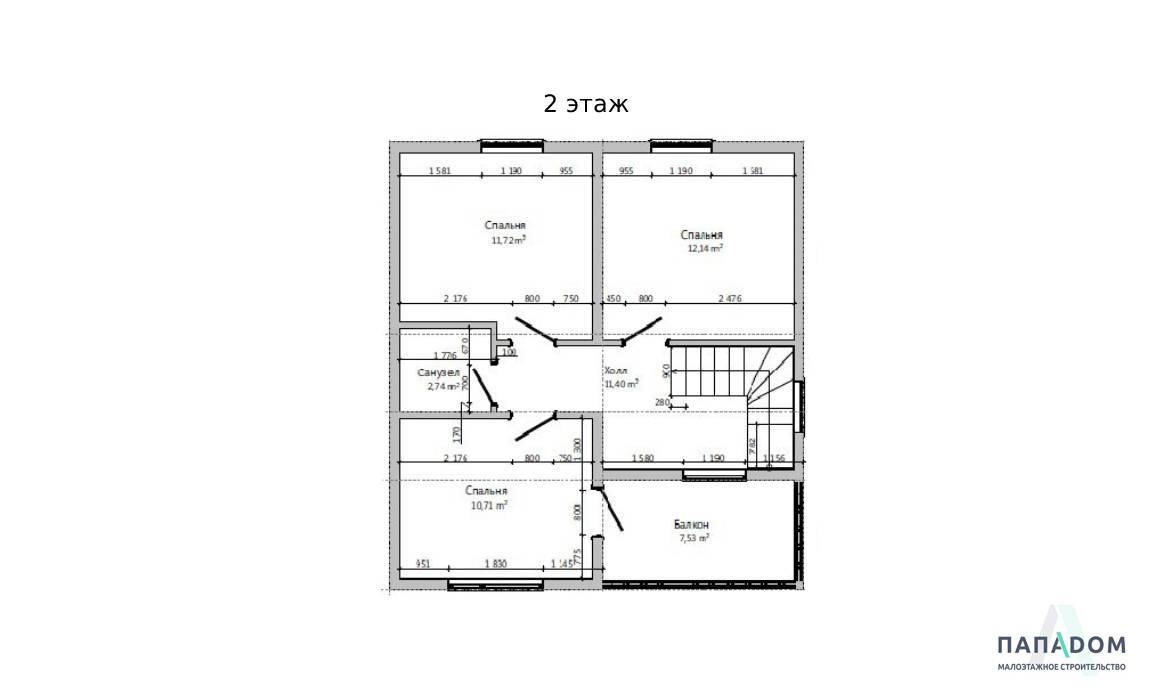 2 этаж
1 581 1 190 955 955 1 190 1 581
Спальня
11,72 m²
Спальня
12,14 m²
2 176 800 750 450 800 2 476
670
1 776
100
Санузел
2,74 m²
700
Холл
11,40 m²
900
280
170
1 300
782
2 176 800 750 1 580 1 190 1 156
Спальня
10,71 m²
800
Балкон
7,53 m²
775
951 1 830 1 145
ПАПАДОМ
МАЛОЭТАЖНОЕ СТРОИТЕЛЬСТВО